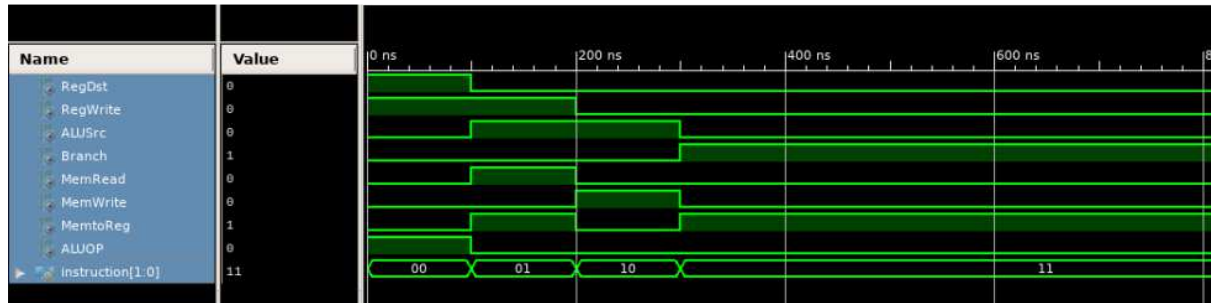 Name Value 0 ns 200 ns 400 ns 600 ns 8
RegDst 0
RegWrite 0
ALUSrc 0
Branch 1
MemRead 0
MemWrite 0
MemtoReg 1
ALUOP 0
instruction[1:0] 11 00 01 10 11